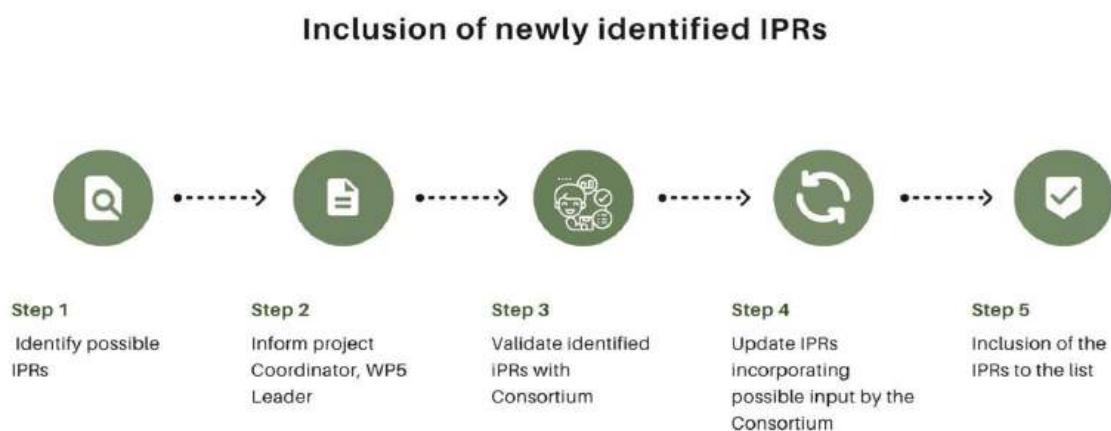 Inclusion of newly identified IPRs
Step 1
Identify possible
IPRs
Step 2
Inform project
Coordinator, WP5
Leader
Step 3
Validate identified
iPRs with
Consortium
Step 4
Update IPRs
incorporating
possible input by the
Consortium
Step 5
Inclusion of the
IPRs to the list